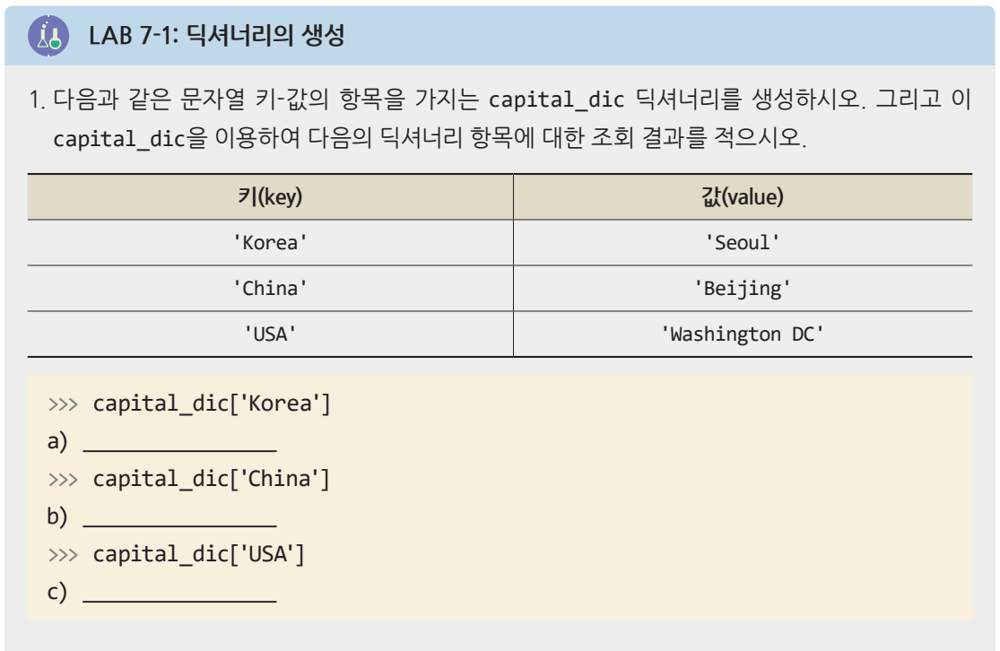 LAB 7-1: 딕셔너리의 생성
1. 다음과 같은 문자열 키-값의 항목을 가지는 capital_dic 딕셔너리를 생성하시오. 그리고 이
capital_dic을 이용하여 다음의 딕셔너리 항목에 대한 조회 결과를 적으시오.
키(key) 값(value)
'Korea' 'Seoul'
'China' 'Beijing'
'USA' 'Washington DC'
>>> capital_dic['Korea']
a) ________________
>>> capital_dic['China']
b) ________________
>>> capital_dic['USA']
c) ________________